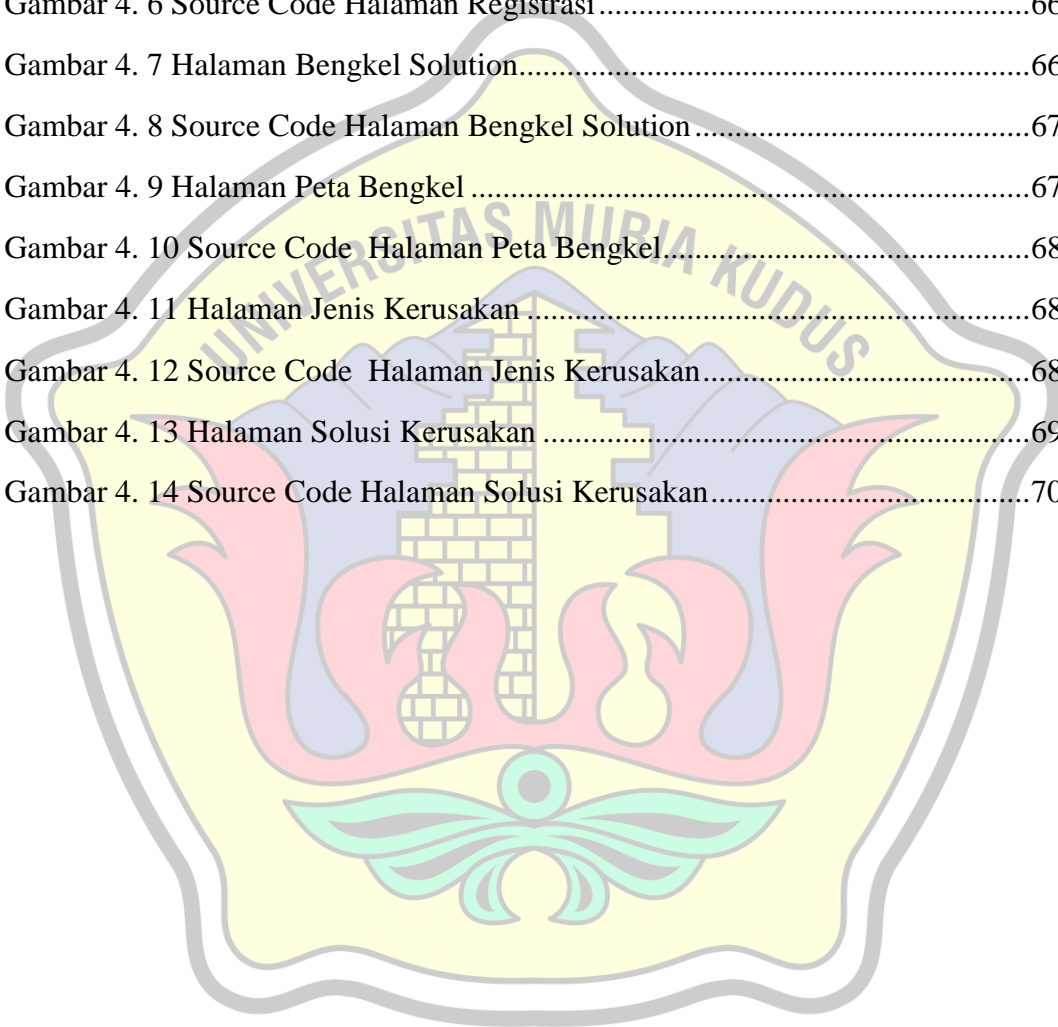 Gambar 4. 6 Source Code Halaman Registrasi....................................................66
Gambar 4. 7 Halaman Bengkel Solution...............................................................66
Gambar 4. 8 Source Code Halaman Bengkel Solution.........................................67
Gambar 4. 9 Halaman Peta Bengkel.....................................................................67
Gambar 4. 10 Source Code  Halaman Peta Bengkel.............................................68
Gambar 4. 11 Halaman Jenis Kerusakan..............................................................68
Gambar 4. 12 Source Code  Halaman Jenis Kerusakan........................................68
Gambar 4. 13 Halaman Solusi Kerusakan............................................................69
Gambar 4. 14 Source Code Halaman Solusi Kerusakan.......................................70
UNIVERSITAS MURIA KUDUS